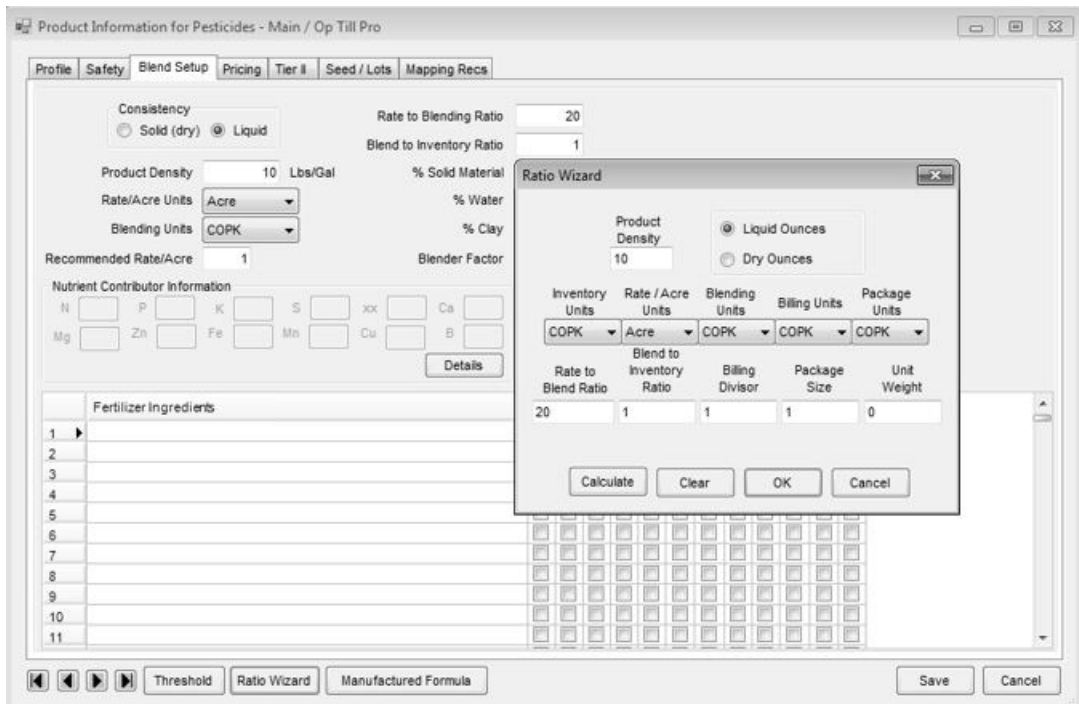 Product Information for Pesticides - Main / Op Till Pro
Profile Safety Blend Setup Pricing Tier II Seed / Lots Mapping Recs
Consistency
Solid (dry) Liquid
Rate to Blending Ratio 20
Blend to Inventory Ratio 1
Product Density 10 Lbs/Gal
% Solid Material
Rate/Acre Units Acre
% Water
Blending Units COPK
% Clay
Recommended Rate/Acre 1
Blender Factor
Nutrient Contributor Information
N P K S xx Ca
Mg Zn Fe Mn Cu B
Details
Ratio Wizard
Product
Density
10
Liquid Ounces
Dry Ounces
Inventory
Units
Rate / Acre
Units
Blending
Units
Billing Units
Package
Units
COPK Acre COPK COPK COPK
Rate to
Blend Ratio
Blend to
Inventory
Ratio
Billing
Divisor
Package
Size
Unit
Weight
20 1 1 1 0
Calculate Clear OK Cancel
Fertilizer Ingredients
1
2
3
4
5
6
7
8
9
10
11
Threshold Ratio Wizard Manufactured Formula Save Cancel